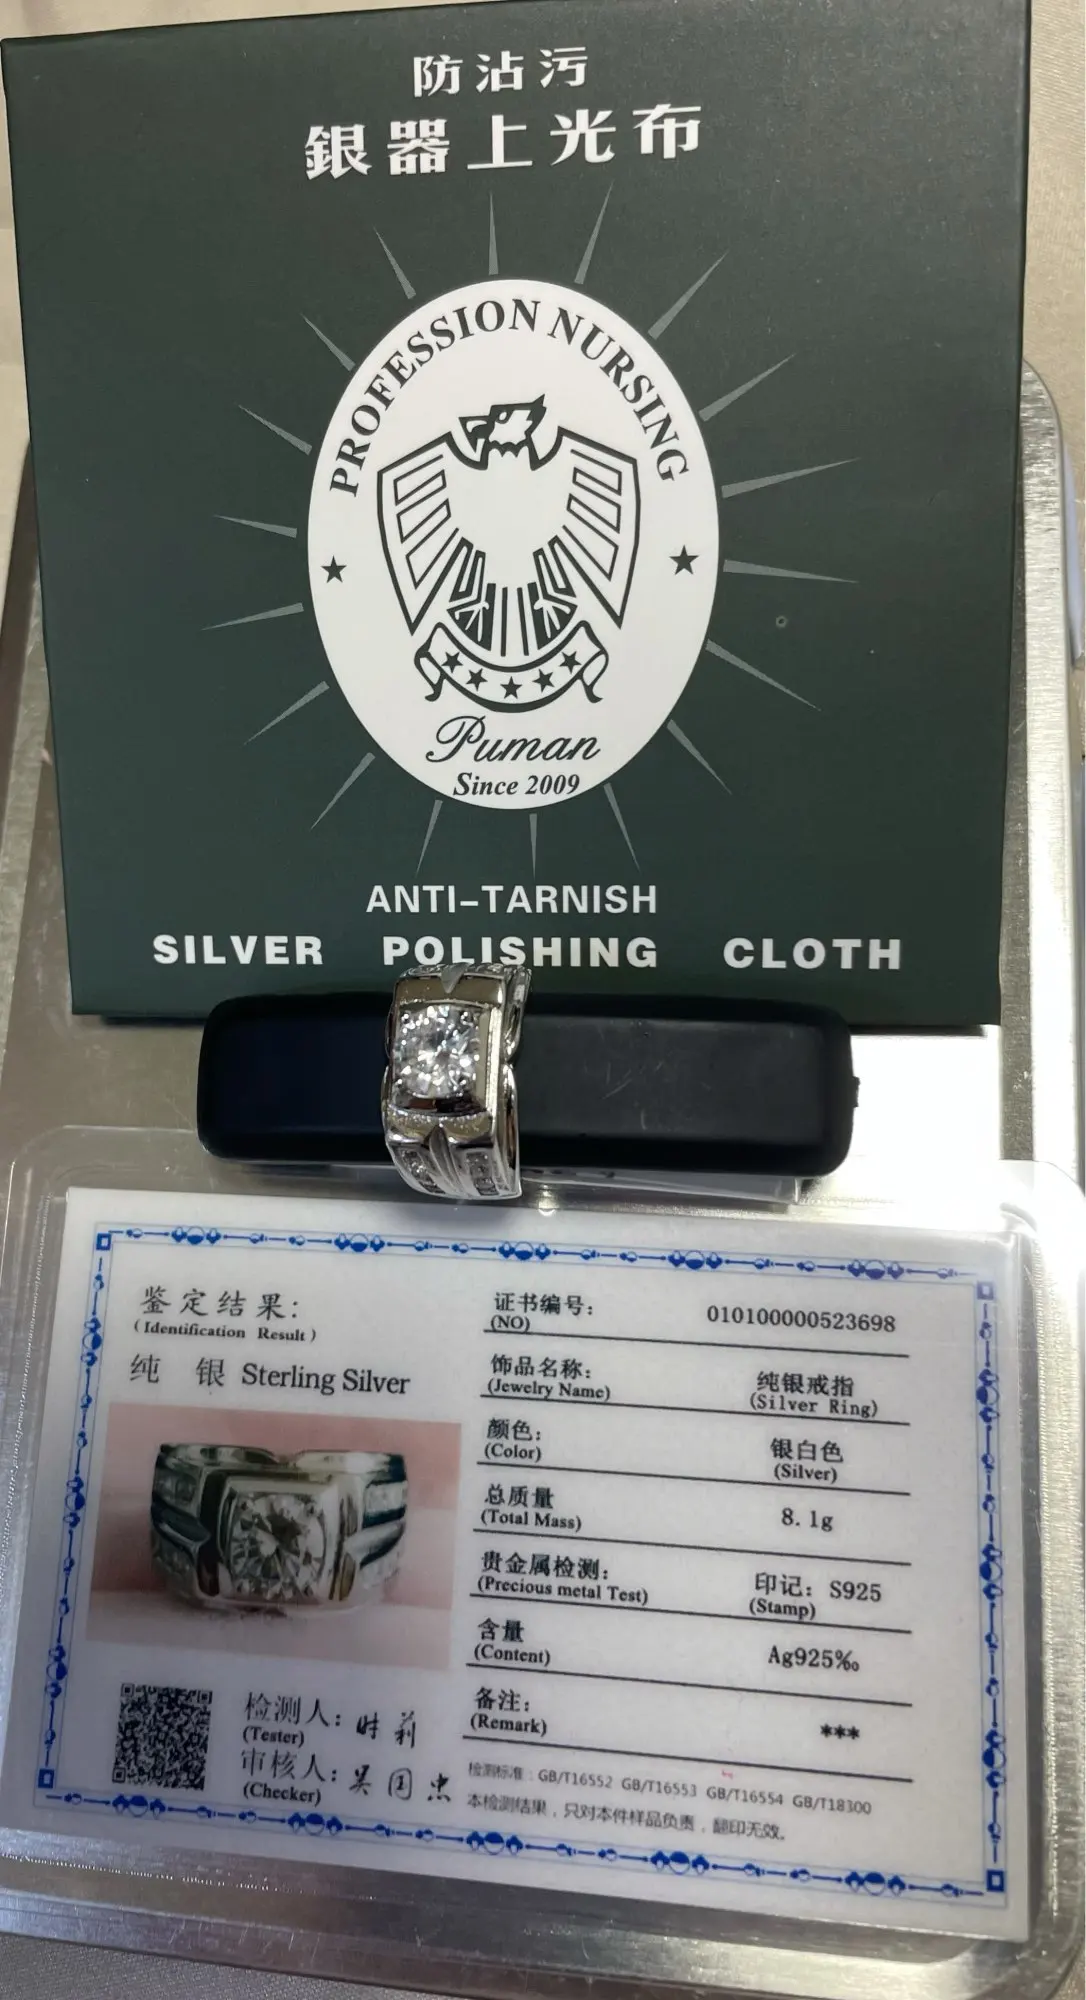 防沾污
銀器上光布
PROFESSION NURSING
Puman
Since 2009
ANTI-TARNISH
SILVER POLISHING CLOTH
鉴定结果:
(Identification Result)
纯 银 Sterling Silver
证书编号:
(NO)
010100000523698
饰品名称:
(Jewelry Name)
纯银戒指
(Silver Ring)
颜色:
(Color)
银白色
(Silver)
总质量
(Total Mass)
8.1g
贵金属检测:
(Precious metal Test)
印记: S925
(Stamp)
含量
(Content)
Ag925‰
备注:
(Remark)
***
检测人: 时莉
(Tester)
审核人: 吴国忠
(Checker)
检测标准: GB/T16552 GB/T16553 GB/T16554 GB/T18300
本检测结果,只对本件样品负责,翻印无效。